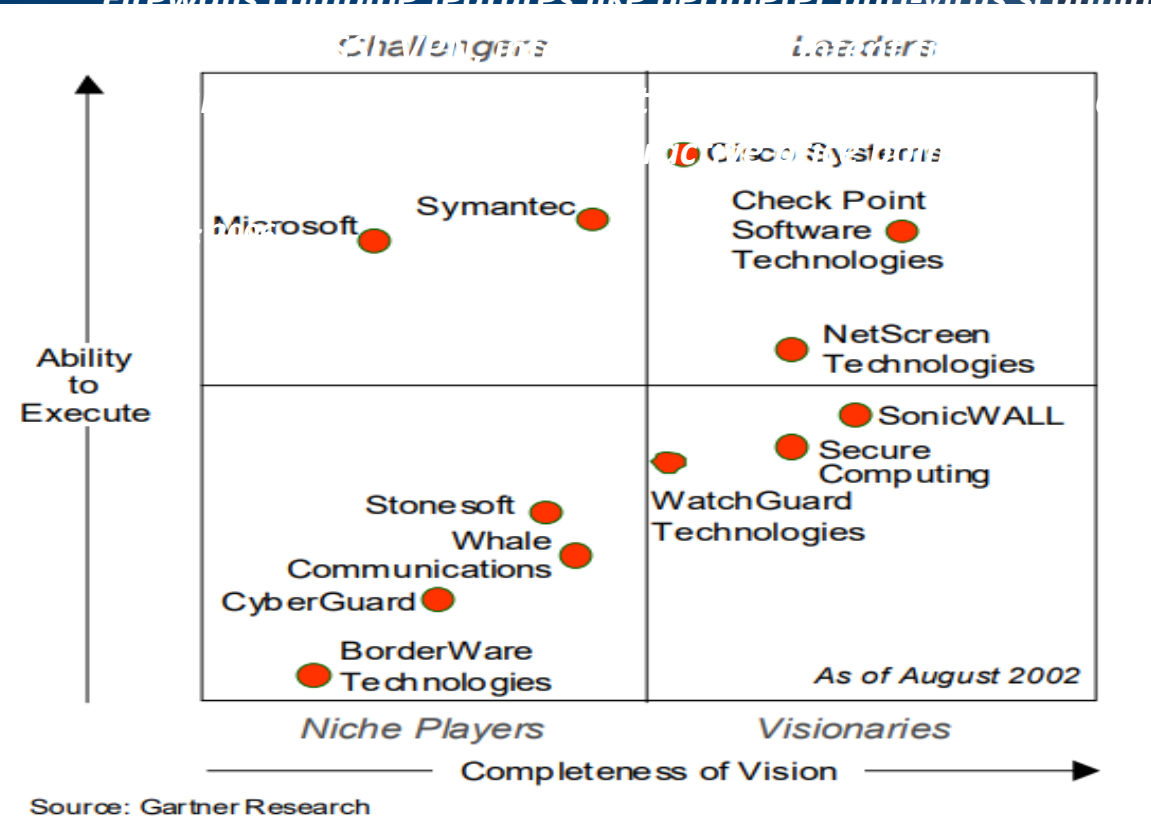 Challengers
Leaders
Cisco Systems
Symantec
Microsoft
Check Point
Software
Technologies
NetScreen
Technologies
Ability
to
Execute
SonicWALL
Secure
Computing
WatchGuard
Technologies
Stonesoft
Whale
Communications
CyberGuard
BorderWare
Technologies
As of August 2002
Niche Players
Visionaries
Completeness of Vision
Source: Gartner Research